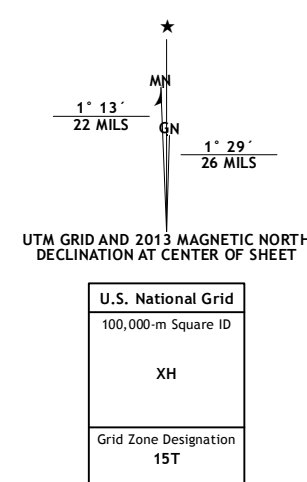 ★
MN
1° 13´
22 MILS
GN
1° 29´
26 MILS
UTM GRID AND 2013 MAGNETIC NORTH
DECLINATION AT CENTER OF SHEET
U.S. National Grid
100,000-m Square ID
XH
Grid Zone Designation
15T